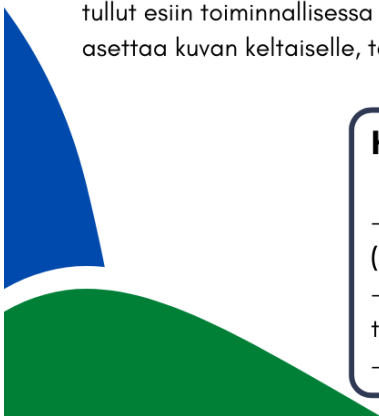 tullut esiin toiminnallisessa
asettaa kuvan keltaiselle,
-
(
-
t
-